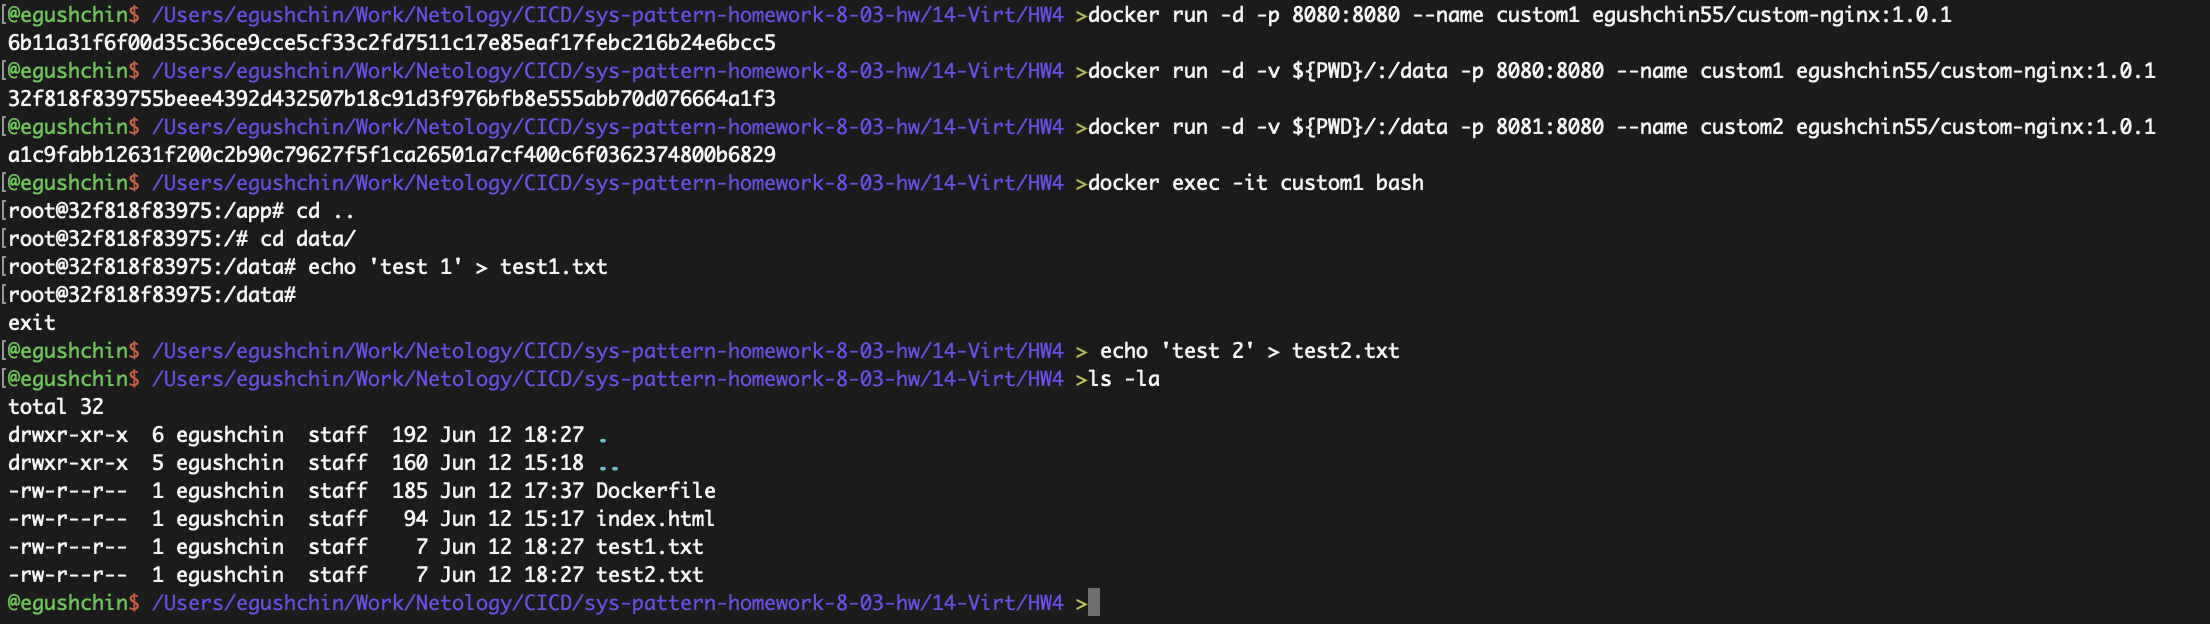 [@egushchin$ /Users/egushchin/Work/Netology/CICD/sys-pattern-homework-8-03-hw/14-Virt/HW4 >docker run -d -p 8080:8080 --name custom1 egushchin55/custom-nginx:1.0.1
6b11a31f6f00d35c36ce9cce5cf33c2fd7511c17e85eaf17febc216b24e6bcc5
[@egushchin$ /Users/egushchin/Work/Netology/CICD/sys-pattern-homework-8-03-hw/14-Virt/HW4 >docker run -d -v ${PWD}/:/data -p 8080:8080 --name custom1 egushchin55/custom-nginx:1.0.1
32f818f839755beee4392d432507b18c91d3f976bfb8e555abb70d076664a1f3
[@egushchin$ /Users/egushchin/Work/Netology/CICD/sys-pattern-homework-8-03-hw/14-Virt/HW4 >docker run -d -v ${PWD}/:/data -p 8081:8080 --name custom2 egushchin55/custom-nginx:1.0.1
a1c9fabb12631f200c2b90c79627f5f1ca26501a7cf400c6f0362374800b6829
[@egushchin$ /Users/egushchin/Work/Netology/CICD/sys-pattern-homework-8-03-hw/14-Virt/HW4 >docker exec -it custom1 bash
[root@32f818f83975:/app# cd ..
[root@32f818f83975:/# cd data/
[root@32f818f83975:/data# echo 'test 1' > test1.txt
[root@32f818f83975:/data#
exit
[@egushchin$ /Users/egushchin/Work/Netology/CICD/sys-pattern-homework-8-03-hw/14-Virt/HW4 > echo 'test 2' > test2.txt
[@egushchin$ /Users/egushchin/Work/Netology/CICD/sys-pattern-homework-8-03-hw/14-Virt/HW4 >ls -la
total 32
drwxr-xr-x  6 egushchin  staff  192 Jun 12 18:27 .
drwxr-xr-x  5 egushchin  staff  160 Jun 12 15:18 ..
-rw-r--r--  1 egushchin  staff  185 Jun 12 17:37 Dockerfile
-rw-r--r--  1 egushchin  staff   94 Jun 12 15:17 index.html
-rw-r--r--  1 egushchin  staff    7 Jun 12 18:27 test1.txt
-rw-r--r--  1 egushchin  staff    7 Jun 12 18:27 test2.txt
@egushchin$ /Users/egushchin/Work/Netology/CICD/sys-pattern-homework-8-03-hw/14-Virt/HW4 >